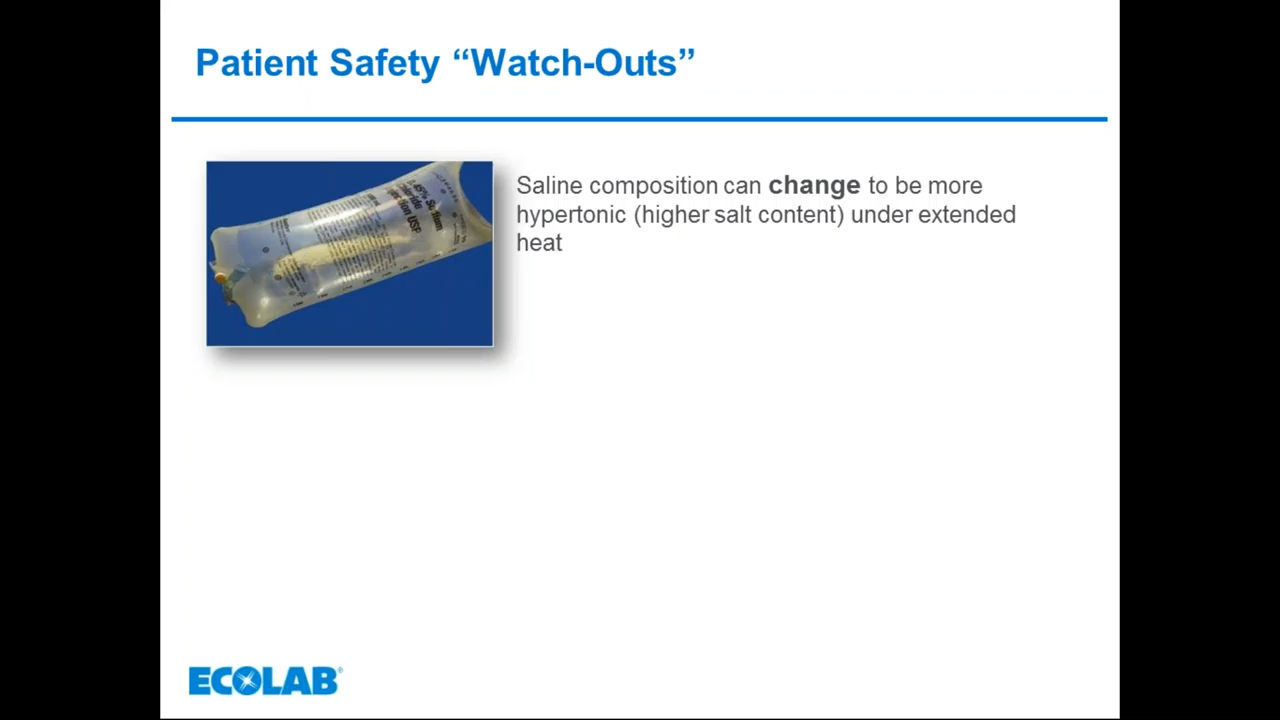 Patient Safety “Watch-Outs”
Saline composition can change to be more
hypertonic (higher salt content) under extended
heat
ECOLAB®